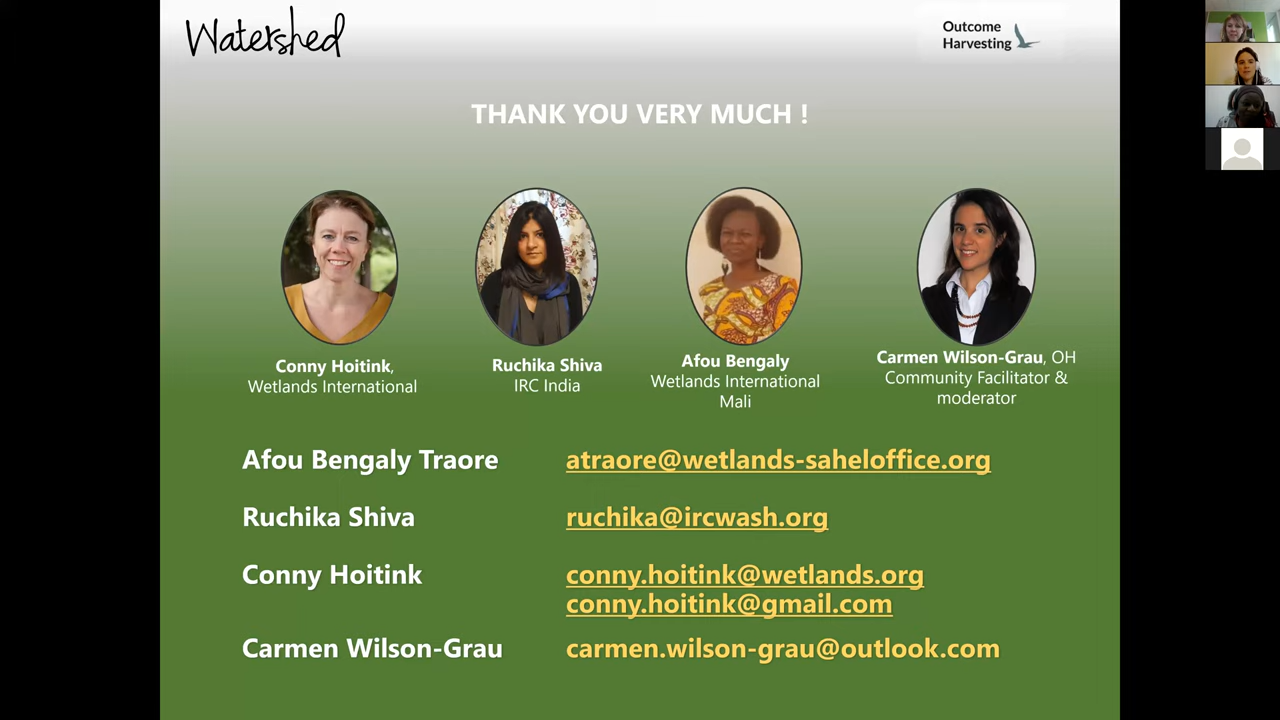 Watershed
Outcome
Harvesting
THANK YOU VERY MUCH !
Conny Hoitink,
Wetlands International
Ruchika Shiva
IRC India
Afou Bengaly
Wetlands International
Mali
Carmen Wilson-Grau, OH
Community Facilitator &
moderator
Afou Bengaly Traore atraore@wetlands-saheloffice.org
Ruchika Shiva ruchika@ircwash.org
Conny Hoitink conny.hoitink@wetlands.org
conny.hoitink@gmail.com
Carmen Wilson-Grau carmen.wilson-grau@outlook.com